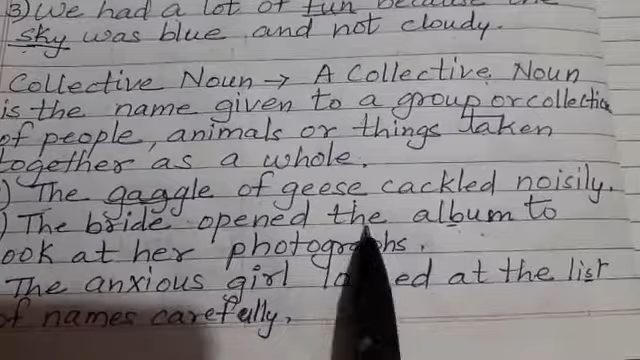 3) We had a lot of fun because the
sky was blue and not cloudy.
Collective Noun → A Collective Noun
is the name given to a group or collectio
of people, animals or things taken
together as a whole.
) The gaggle of geese cackled noisily.
) The bride opened the album to
ook at her photographs.
The anxious girl lo ed at the list
of names carefully.